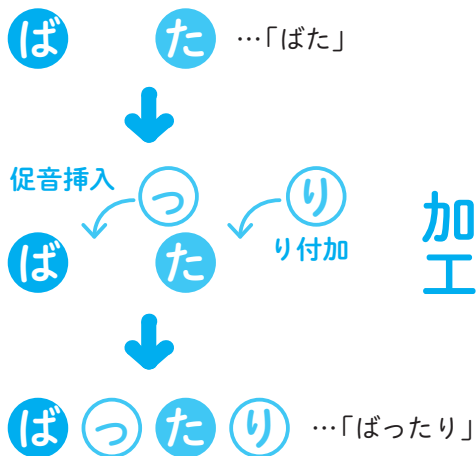 ば た …「ばた」
促音挿入 っ り
り付加
ば た
加工
ば っ た り …「ばったり」